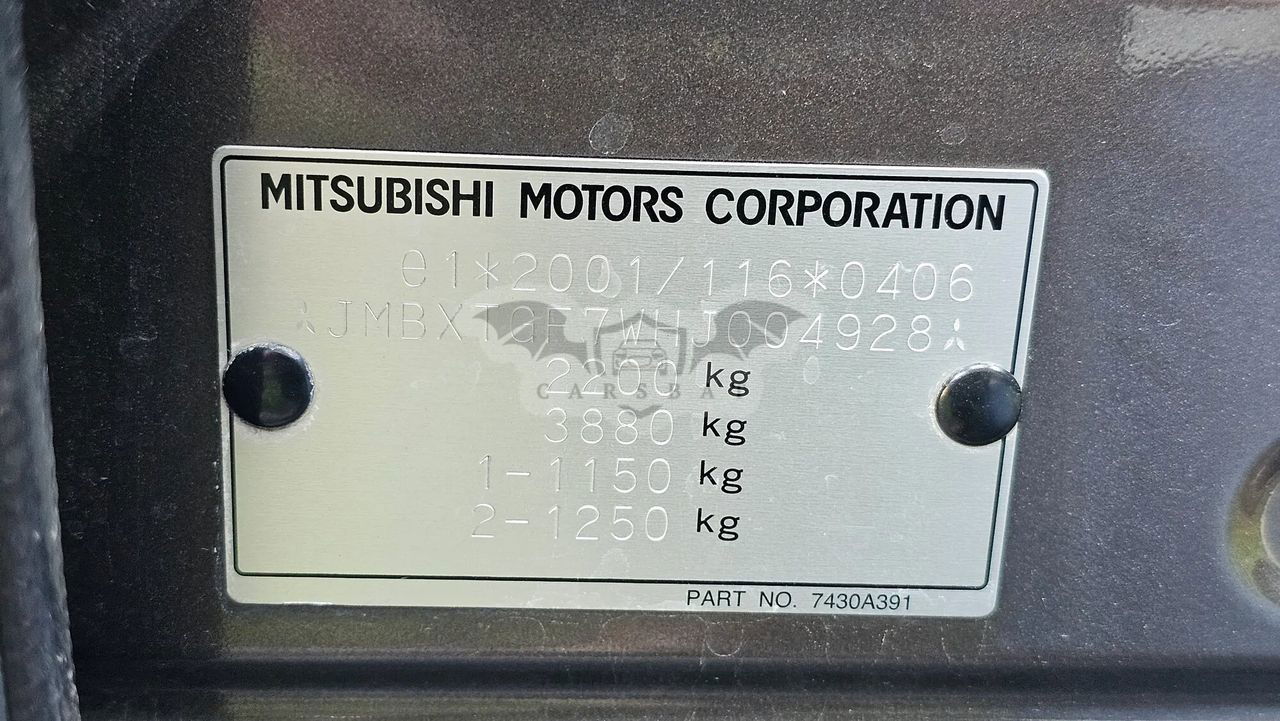 MITSUBISHI MOTORS CORPORATION
e1*2001/116*0406
JMBXTGF7WHJ004928
2200 kg
CARSBA
3880 kg
1-1150 kg
2-1250 kg
PART NO. 7430A391